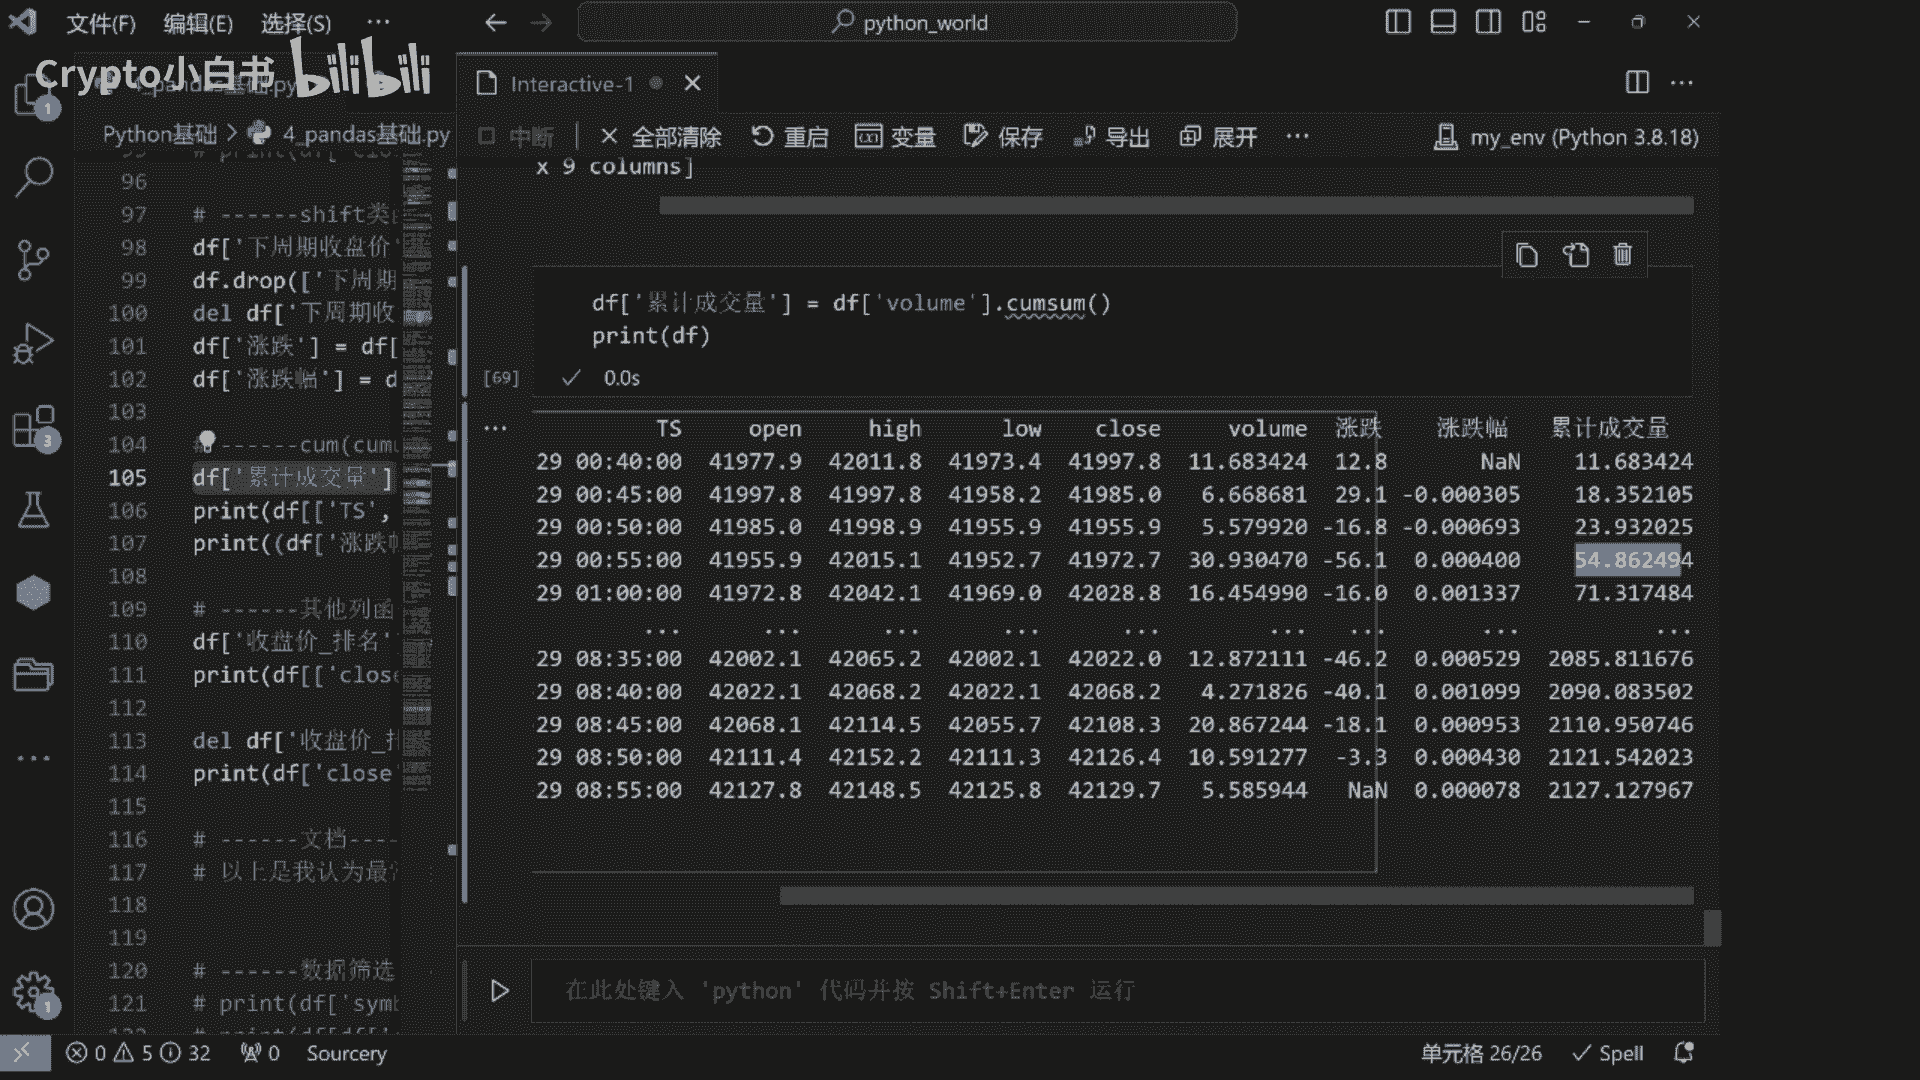 文件(F) 编辑(E) 选择(S) ··· python_world
Crypto小白书 bilibili
Interactive-1
Python基础 > 4_pandas基础.py
中断 全部清除 重启 变量 保存 导出 展开 ··· my_env (Python 3.8.18)
x 9 columns]
96
97 # ------shift类
98 df['下周期收盘价'
99 df.drop(['下周期
100 del df['下周期收
101 df['涨跌'] = df[
102 df['涨跌幅'] = d
103
104 # ------cum(cumu
105 df['累计成交量']
106 print(df[['TS',
107 print((df['涨跌幅
108
109 # ------其他列函
110 df['收盘价_排名'
111 print(df[['close
112
113 del df['收盘价_排
114 print(df['close'
115
116 # ------文档----
117 # 以上是我认为最
118
119
120 # ------数据筛选
121 # print(df['symb
df['累计成交量'] = df['volume'].cumsum()
print(df)
[69] 0.0s
TS open high low close volume 涨跌 涨跌幅 累计成交量
29 00:40:00 41977.9 42011.8 41973.4 41997.8 11.683424 12.8 NaN 11.683424
29 00:45:00 41997.8 41997.8 41958.2 41985.0 6.668681 29.1 -0.000305 18.352105
29 00:50:00 41985.0 41998.9 41955.9 41955.9 5.579920 -16.8 -0.000693 23.932025
29 00:55:00 41955.9 42015.1 41952.7 41972.7 30.930470 -56.1 0.000400 54.862494
29 01:00:00 41972.8 42042.1 41969.0 42028.8 16.454990 -16.0 0.001337 71.317484
... ... ... ... ... ... ... ... ...
29 08:35:00 42002.1 42065.2 42002.1 42022.0 12.872111 -46.2 0.000529 2085.811676
29 08:40:00 42022.1 42068.2 42022.1 42068.2 4.271826 -40.1 0.001099 2090.083502
29 08:45:00 42068.1 42114.5 42055.7 42108.3 20.867244 -18.1 0.000953 2110.950746
29 08:50:00 42111.4 42152.2 42111.3 42126.4 10.591277 -3.3 0.000430 2121.542023
29 08:55:00 42127.8 42148.5 42125.8 42129.7 5.585944 NaN 0.000078 2127.127967
在此处键入 'python' 代码并按 Shift+Enter 运行
0 5 32 0 Sourcery 单元格 26/26 Spell